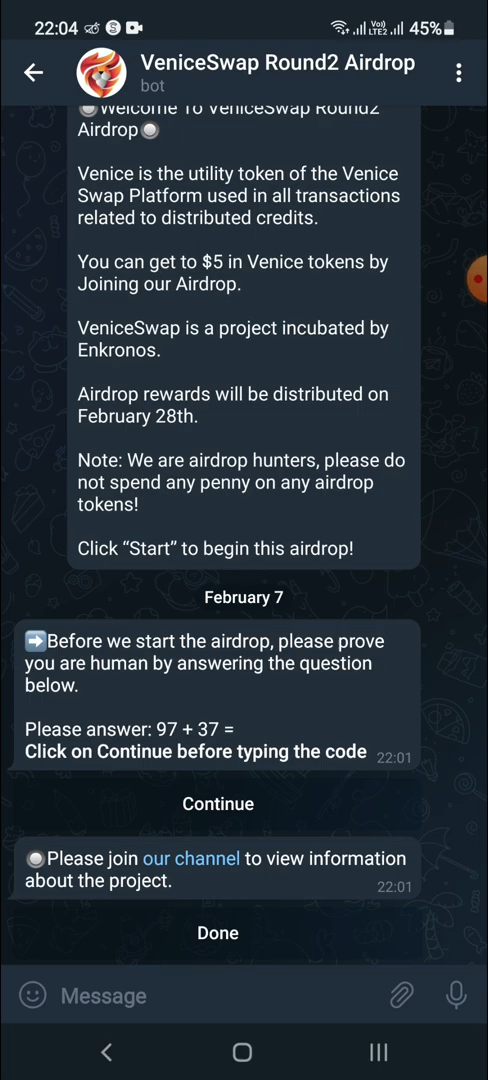 22:04
45%
VeniceSwap Round2 Airdrop
bot
Welcome To VeniceSwap Round2
Airdrop
Venice is the utility token of the Venice
Swap Platform used in all transactions
related to distributed credits.
You can get to $5 in Venice tokens by
Joining our Airdrop.
VeniceSwap is a project incubated by
Enkronos.
Airdrop rewards will be distributed on
February 28th.
Note: We are airdrop hunters, please do
not spend any penny on any airdrop
tokens!
Click “Start” to begin this airdrop!
February 7
Before we start the airdrop, please prove
you are human by answering the question
below.
Please answer: 97 + 37 =
Click on Continue before typing the code 22:01
Continue
Please join our channel to view information
about the project. 22:01
Done
Message